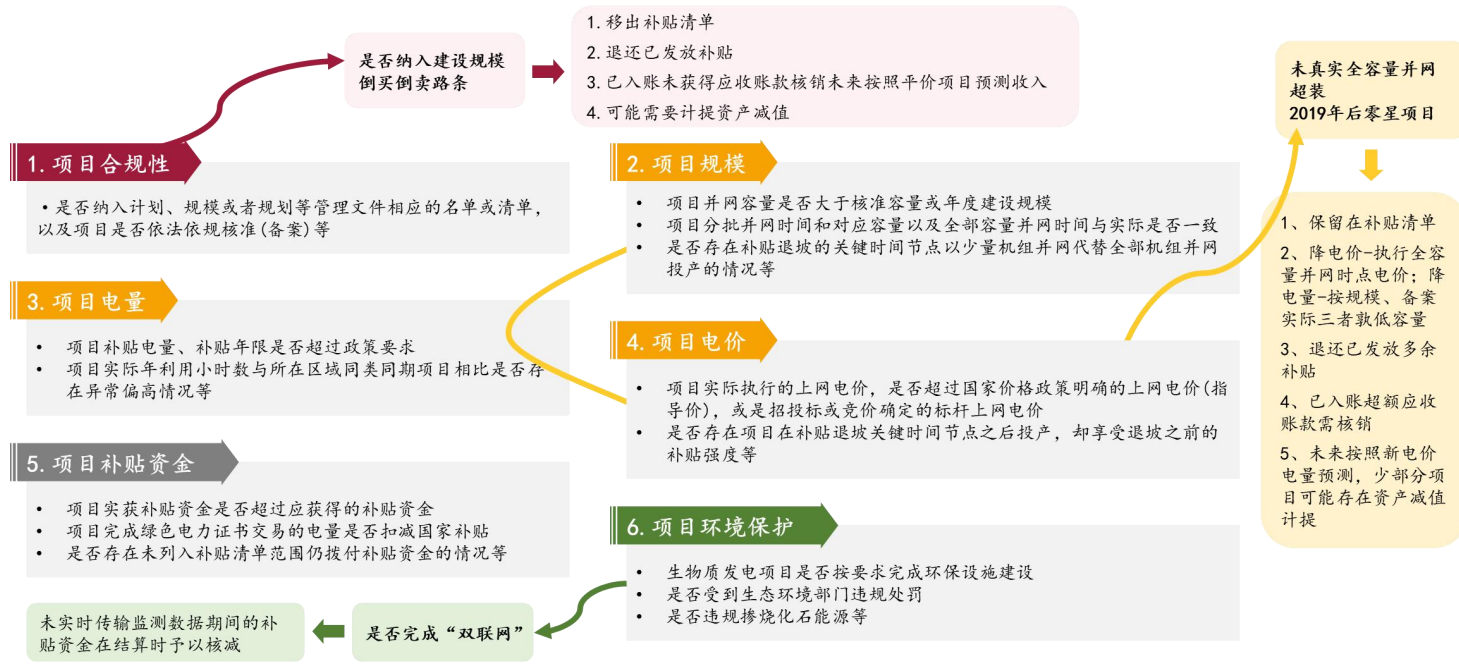 是否纳入建设规模
倒买倒卖路条
1.移出补贴清单
2.退还已发放补贴
3.已入账未获得应收账款核销未来按照平价项目预测收入
4.可能需要计提资产减值
未真实全容量并网
超装
2019年后零星项目
1.项目合规性
•是否纳入计划、规模或者规划等管理文件相应的名单或清单，
以及项目是否依法依规核准(备案)等
2.项目规模
• 项目并网容量是否大于核准容量或年度建设规模
• 项目分批并网时间和对应容量以及全部容量并网时间与实际是否一致
• 是否存在补贴退坡的关键时间节点以少量机组并网代替全部机组并网
投产的情况等
3.项目电量
• 项目补贴电量、补贴年限是否超过政策要求
• 项目实际年利用小时数与所在区域同类同期项目相比是否存
在异常偏高情况等
4.项目电价
• 项目实际执行的上网电价，是否超过国家价格政策明确的上网电价(指
导价)，或是招投标或竞价确定的标杆上网电价
• 是否存在项目在补贴退坡关键时间节点之后投产，却享受退坡之前的
补贴强度等
1、保留在补贴清单
2、降电价-执行全容
量并网时点电价；降
电量-按规模、备案
实际三者孰低容量
3、退还已发放多余
补贴
4、已入账超额应收
账款需核销
5、未来按照新电价
电量预测，少部分项
目可能存在资产减值
计提
5.项目补贴资金
• 项目实获补贴资金是否超过应获得的补贴资金
• 项目完成绿色电力证书交易的电量是否扣减国家补贴
• 是否存在未列入补贴清单范围仍拨付补贴资金的情况等
6.项目环境保护
• 生物质发电项目是否按要求完成环保设施建设
• 是否受到生态环境部门违规处罚
• 是否违规掺烧化石能源等
未实时传输监测数据期间的补
贴资金在结算时予以核减
是否完成“双联网”